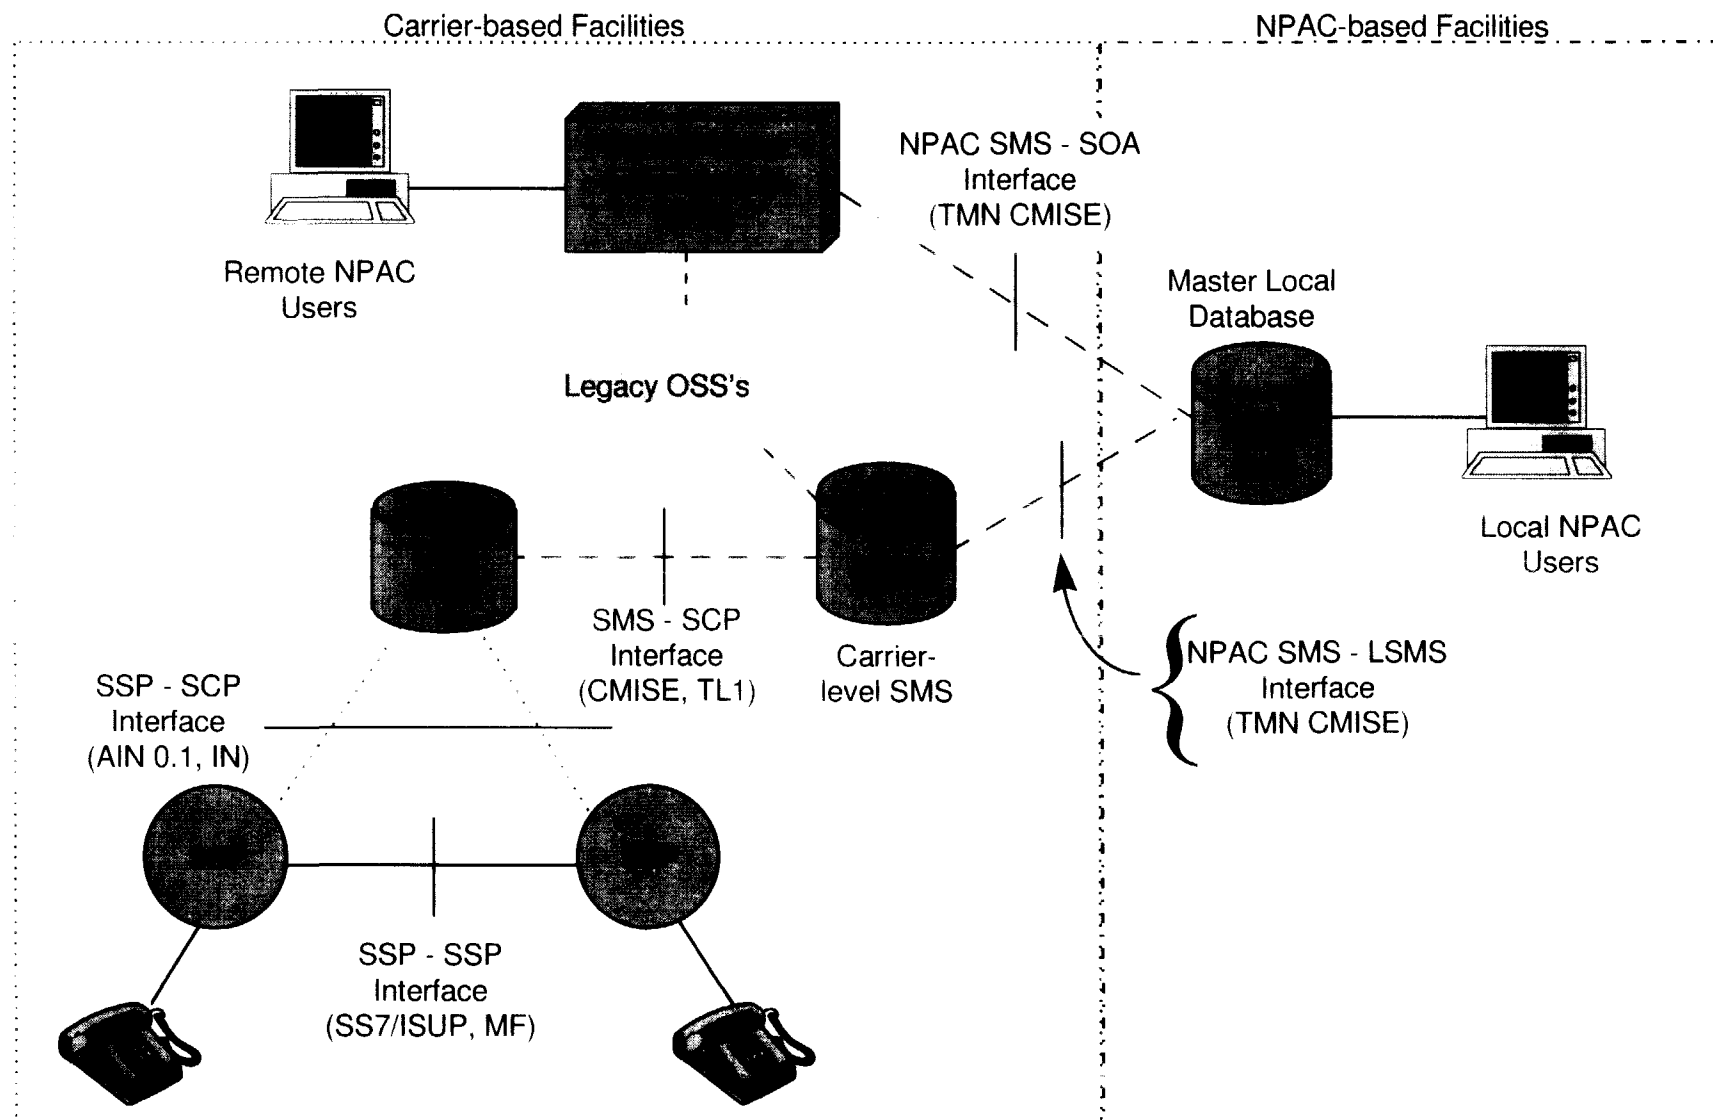 Carrier-based Facilities
NPAC-based Facilities
NPAC SMS - SOA
Interface
(TMN CMISE)
Remote NPAC
Users
Master Local
Database
Legacy OSS's
Local NPAC
Users
SMS - SCP
Interface
(CMISE, TL1)
Carrier-
level SMS
NPAC SMS - LSMS
Interface
(TMN CMISE)
SSP - SCP
Interface
(AIN 0.1, IN)
SSP - SSP
Interface
(SS7/ISUP, MF)